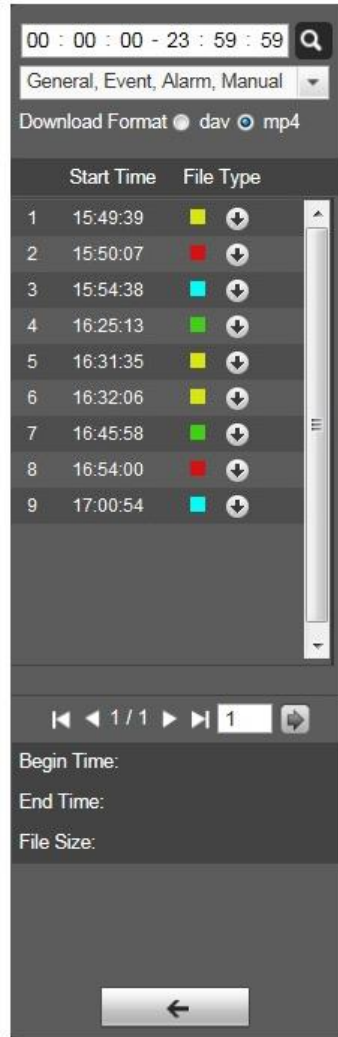 00 : 00 : 00 - 23 : 59 : 59
General, Event, Alarm, Manual
Download Format dav mp4
Start Time File Type
1 15:49:39
2 15:50:07
3 15:54:38
4 16:25:13
5 16:31:35
6 16:32:06
7 16:45:58
8 16:54:00
9 17:00:54
1 / 1 1
Begin Time:
End Time:
File Size: